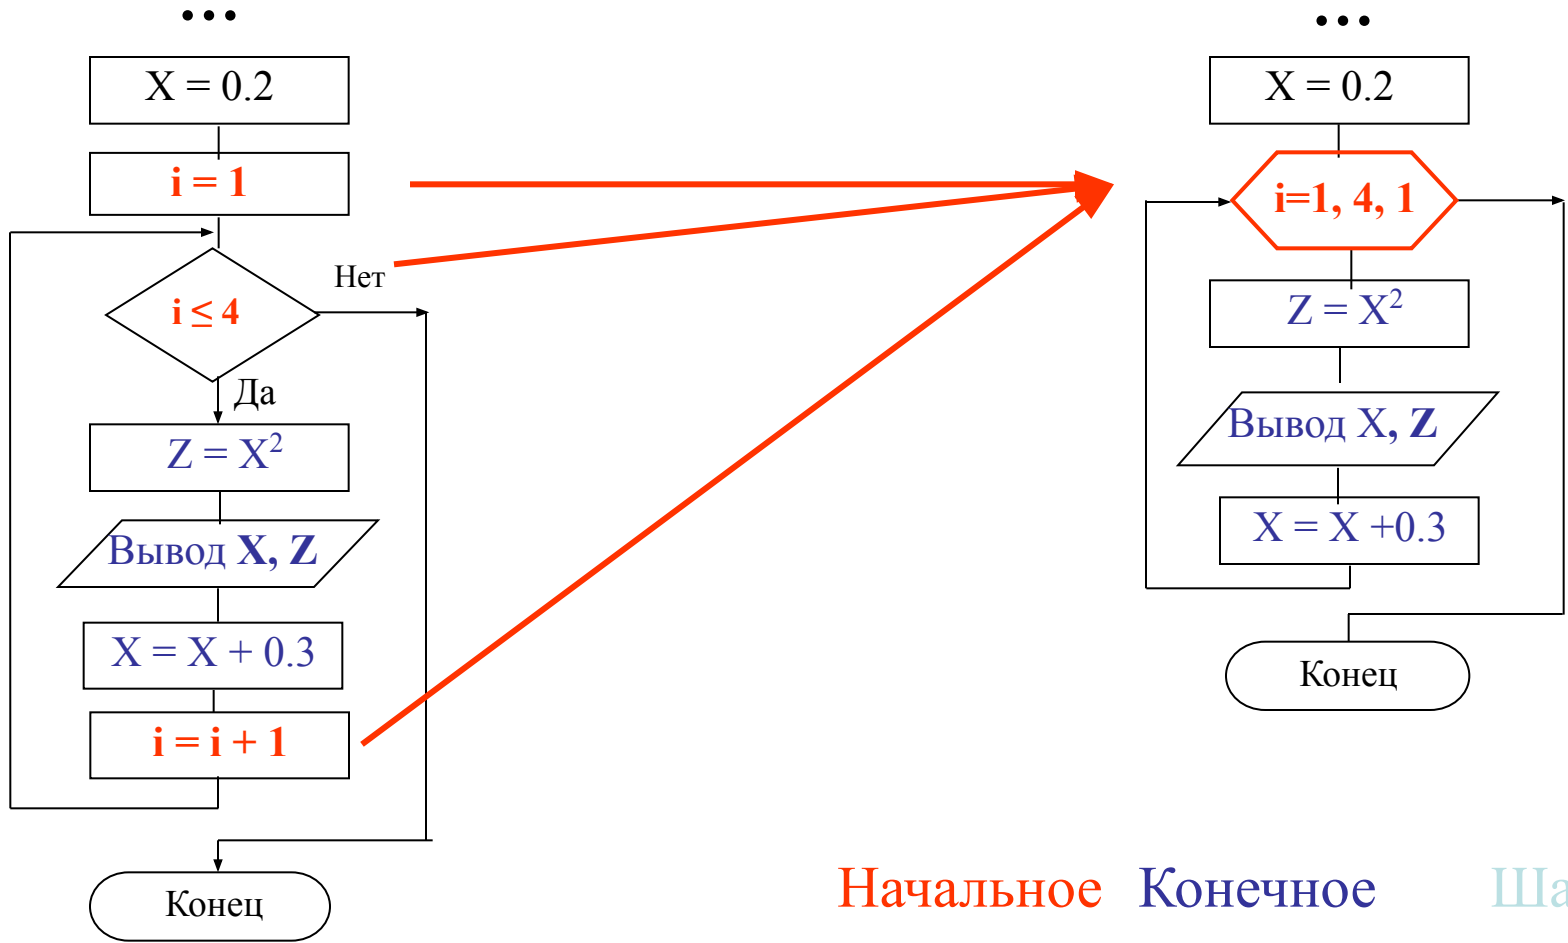 ...
X = 0.2
i = 1
i ≤ 4
Нет
Да
Z = X²
Вывод X, Z
X = X + 0.3
i = i + 1
Конец
...
X = 0.2
i=1, 4, 1
Z = X²
Вывод X, Z
X = X +0.3
Конец
Начальное Конечное